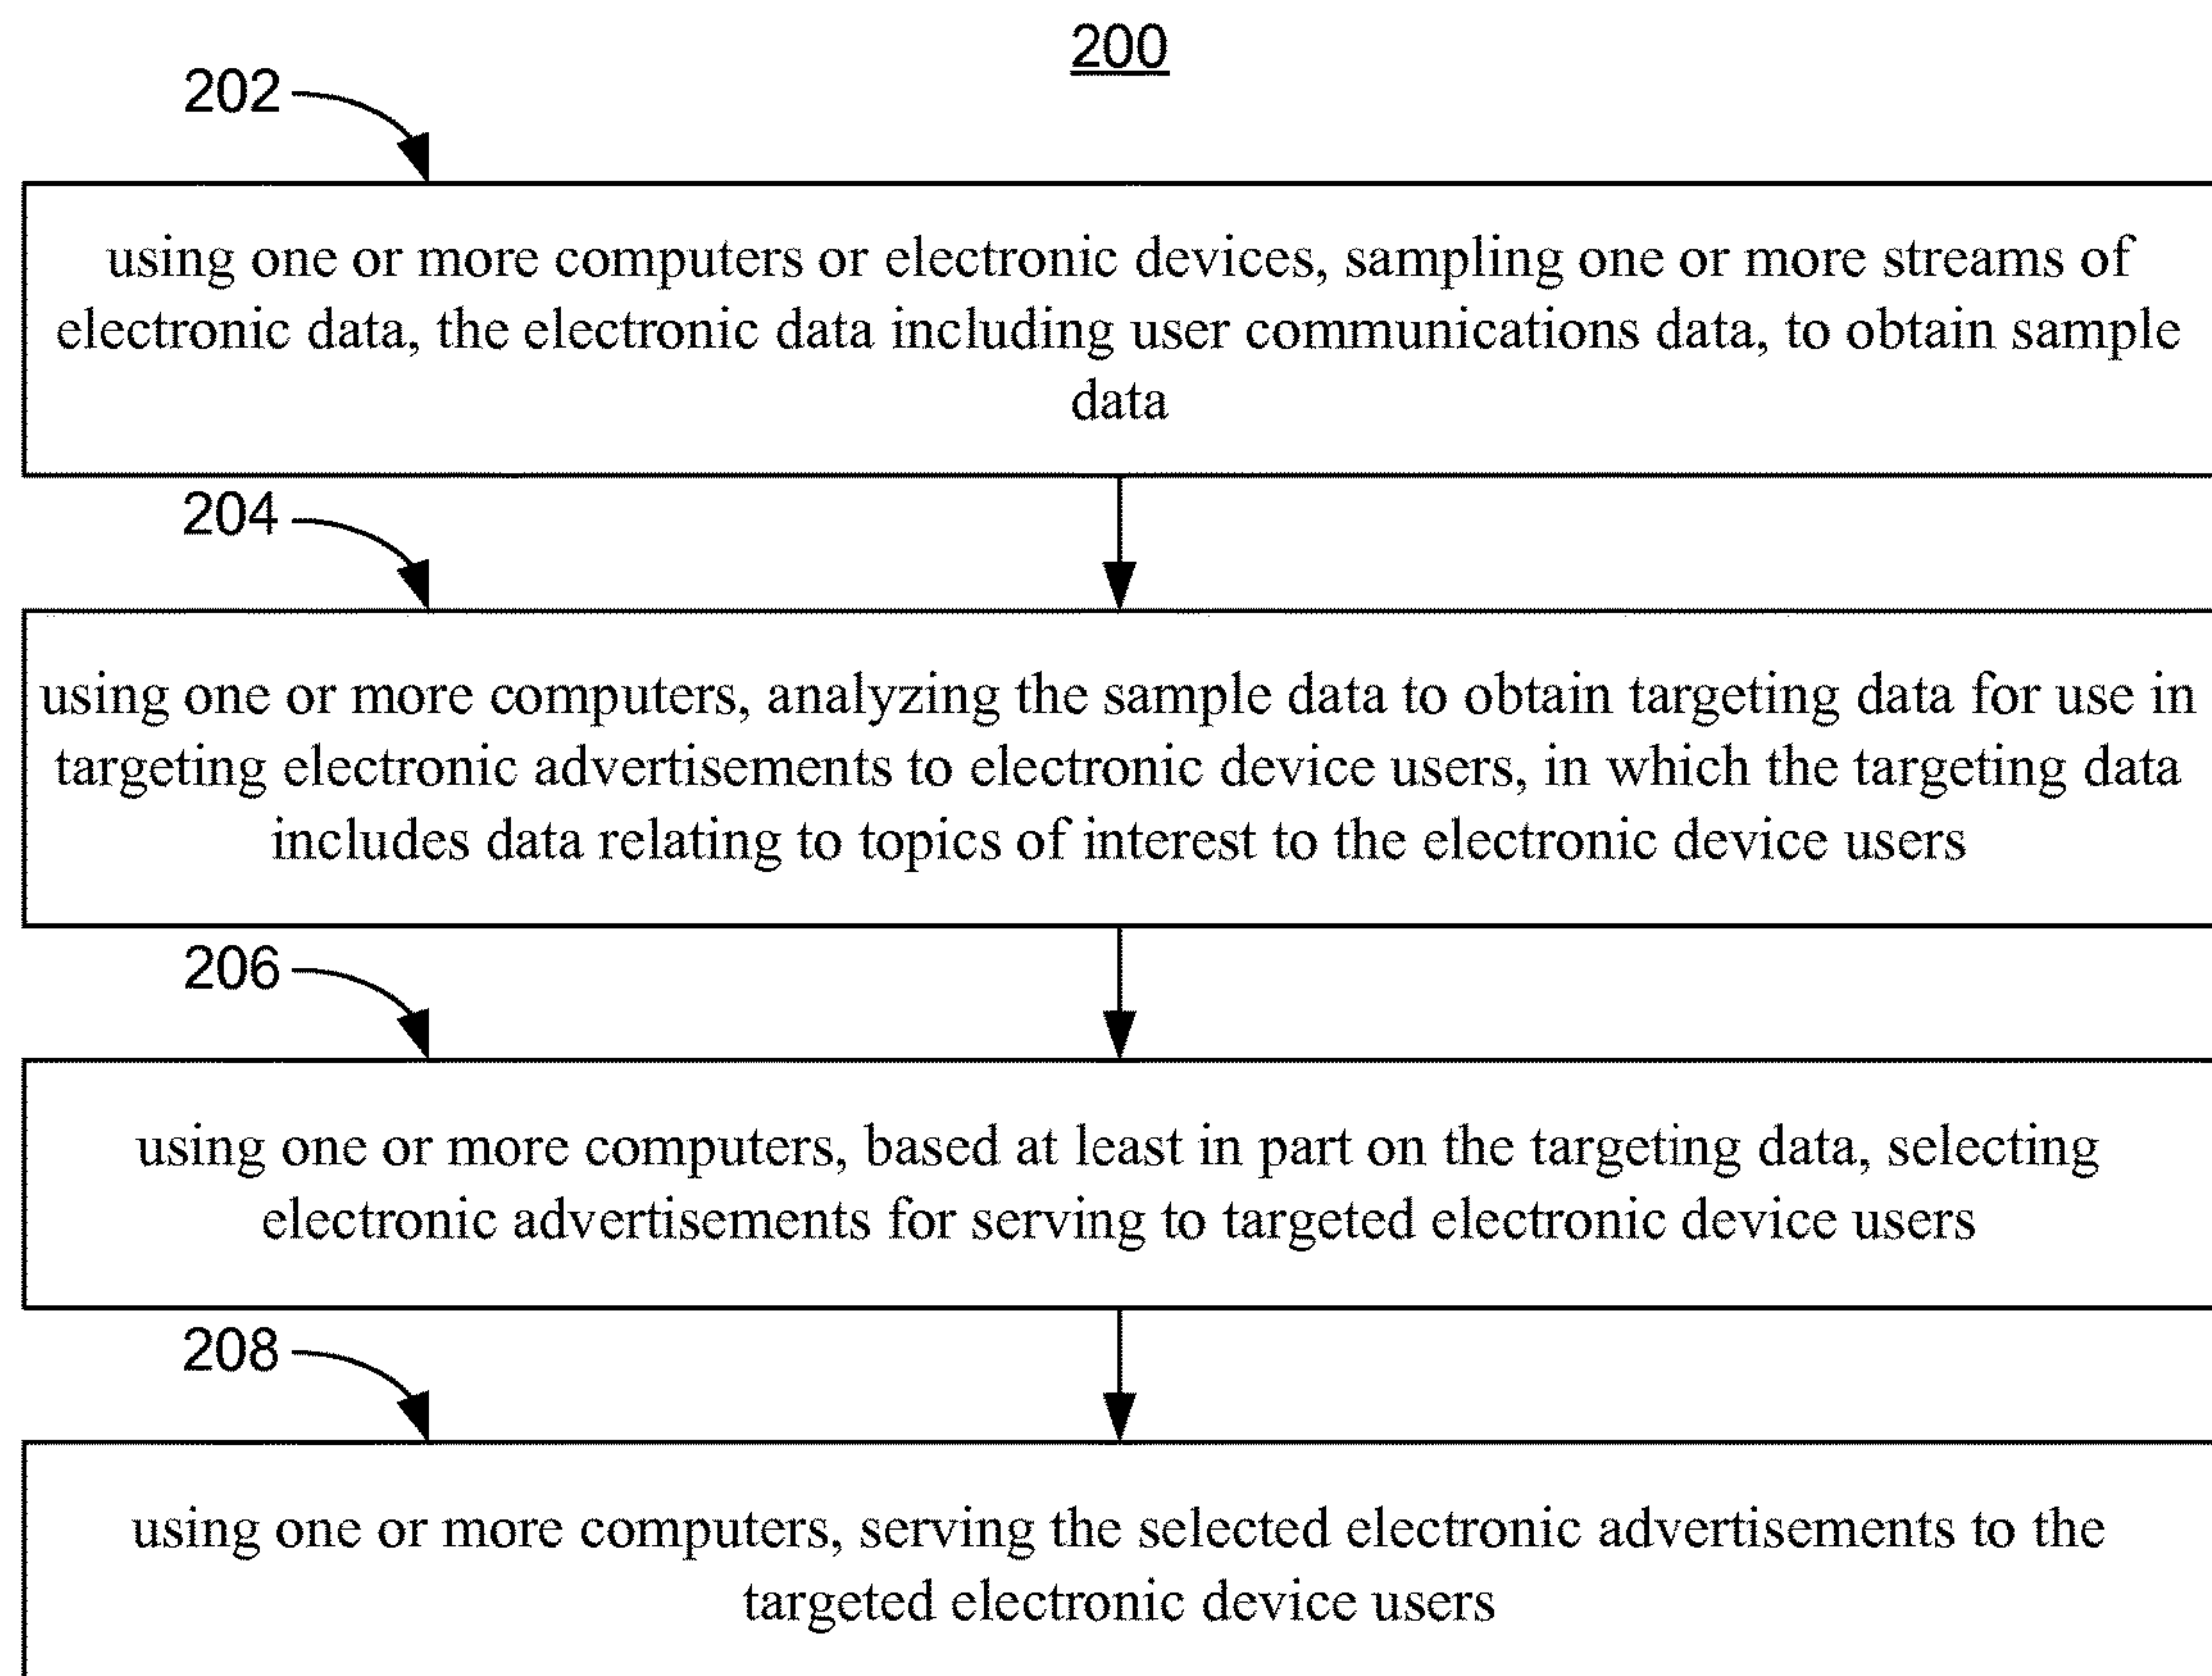 200
202
using one or more computers or electronic devices, sampling one or more streams of
electronic data, the electronic data including user communications data, to obtain sample
data
204
using one or more computers, analyzing the sample data to obtain targeting data for use in
targeting electronic advertisements to electronic device users, in which the targeting data
includes data relating to topics of interest to the electronic device users
206
using one or more computers, based at least in part on the targeting data, selecting
electronic advertisements for serving to targeted electronic device users
208
using one or more computers, serving the selected electronic advertisements to the
targeted electronic device users